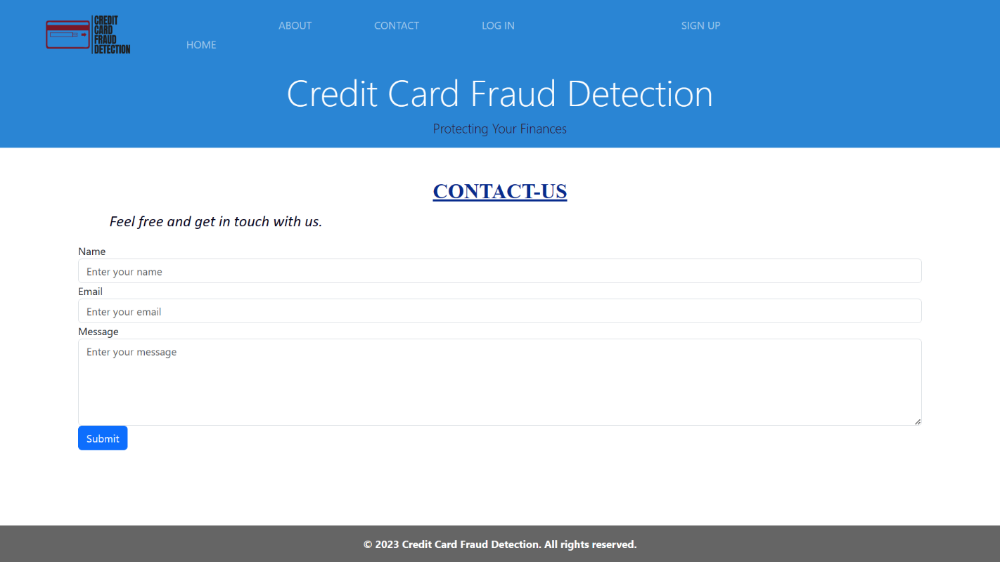 CREDIT
CARD
FRAUD
DETECTION
HOME
ABOUT
CONTACT
LOG IN
SIGN UP
Credit Card Fraud Detection
Protecting Your Finances
CONTACT-US
Feel free and get in touch with us.
Name
Enter your name
Email
Enter your email
Message
Enter your message
Submit
© 2023 Credit Card Fraud Detection. All rights reserved.